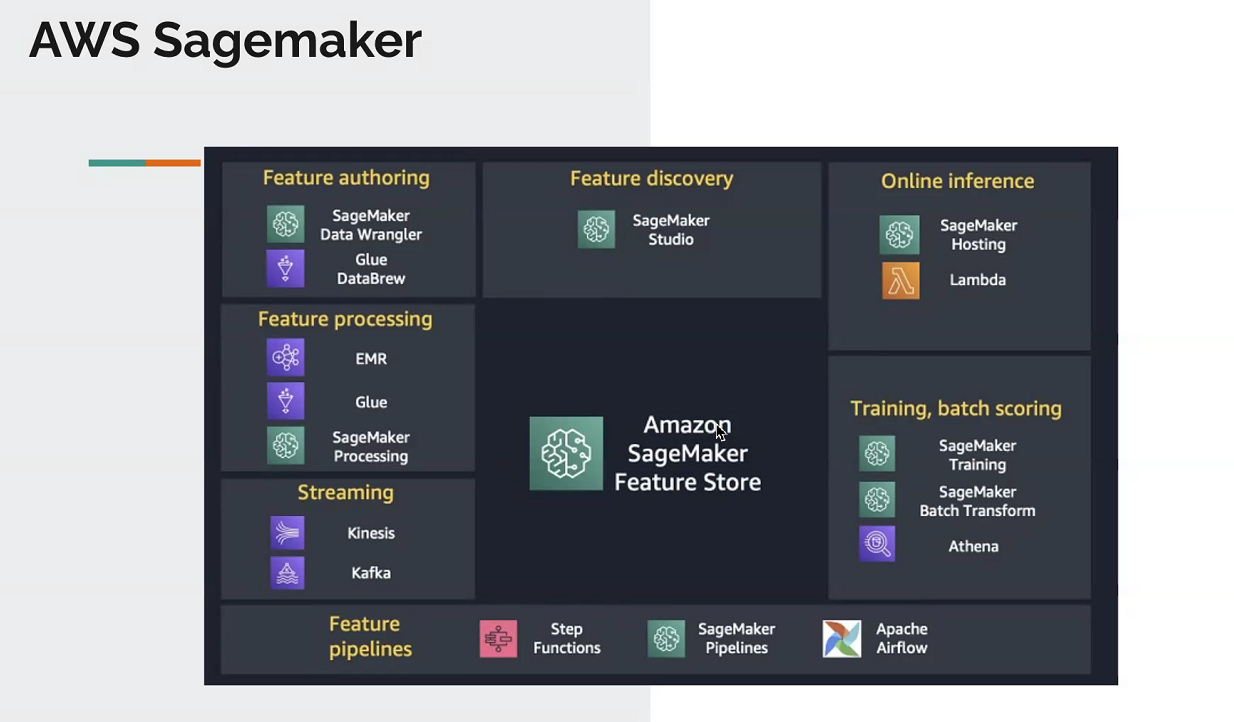 AWS Sagemaker
Feature authoring
SageMaker
Data Wrangler
Glue
DataBrew
Feature processing
EMR
Glue
SageMaker
Processing
Streaming
Kinesis
Kafka
Feature discovery
SageMaker
Studio
Amazon
SageMaker
Feature Store
Online inference
SageMaker
Hosting
Lambda
Training, batch scoring
SageMaker
Training
SageMaker
Batch Transform
Athena
Feature
pipelines
Step
Functions
SageMaker
Pipelines
Apache
Airflow